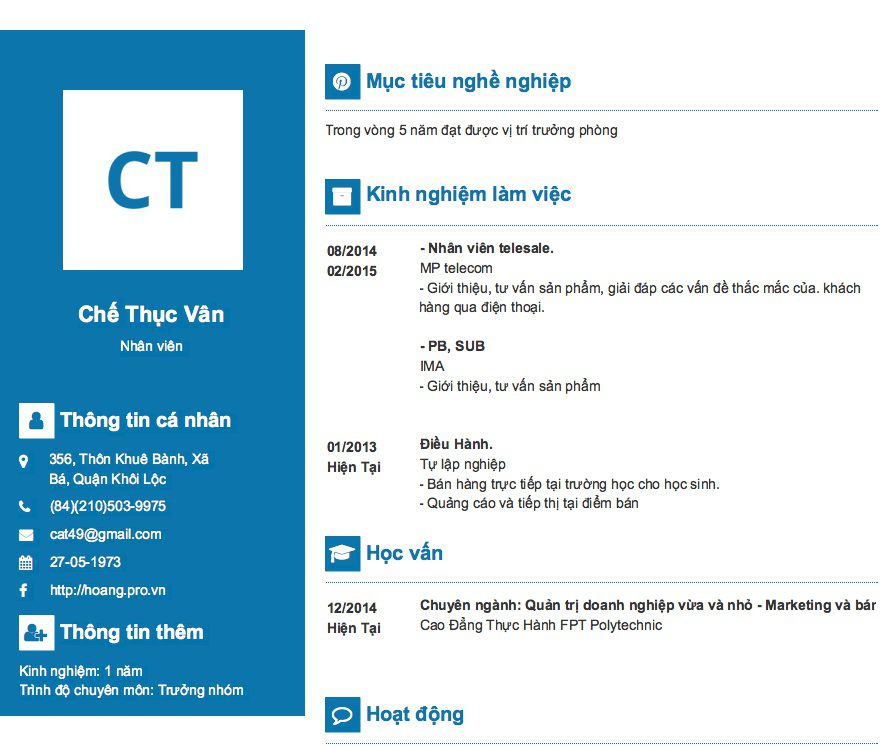 CT
Chế Thục Vân
Nhân viên
Thông tin cá nhân
356, Thôn Khuê Bành, Xã
Bá, Quận Khôi Lộc
(84)(210)503-9975
cat49@gmail.com
27-05-1973
http://hoang.pro.vn
Thông tin thêm
Kinh nghiệm: 1 năm
Trình độ chuyên môn: Trưởng nhóm
Mục tiêu nghề nghiệp
Trong vòng 5 năm đạt được vị trí trưởng phòng
Kinh nghiệm làm việc
08/2014
02/2015
- Nhân viên telesale.
MP telecom
- Giới thiệu, tư vấn sản phẩm, giải đáp các vấn đề thắc mắc của. khách
hàng qua điện thoại.
- PB, SUB
IMA
- Giới thiệu, tư vấn sản phẩm
01/2013
Hiện Tại
Điều Hành.
Tự lập nghiệp
- Bán hàng trực tiếp tại trường học cho học sinh.
- Quảng cáo và tiếp thị tại điểm bán
Học vấn
12/2014
Hiện Tại
Chuyên ngành: Quản trị doanh nghiệp vừa và nhỏ - Marketing và bár
Cao Đẳng Thực Hành FPT Polytechnic
Hoạt động